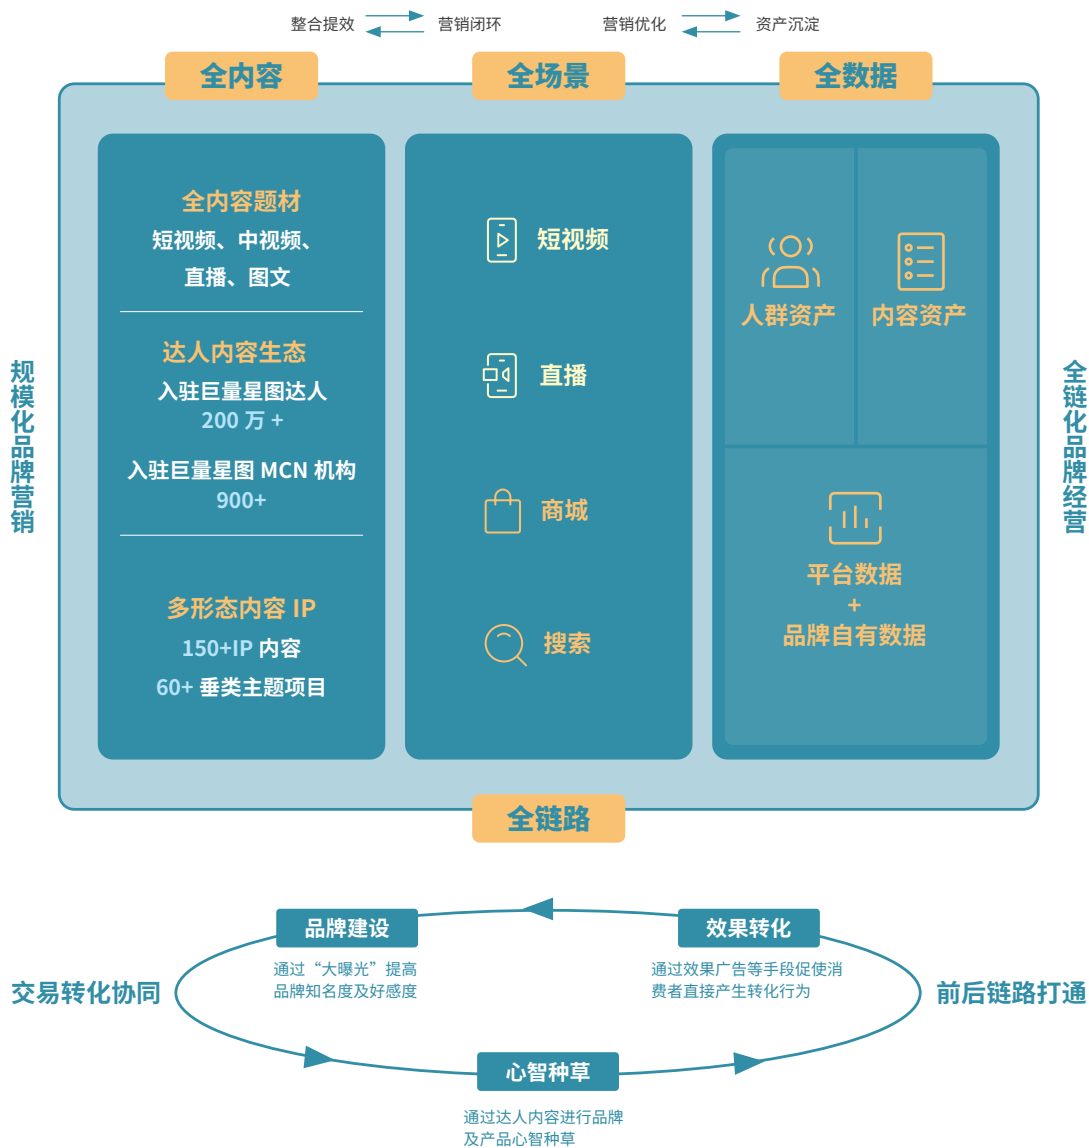 整合提效
营销闭环
营销优化
资产沉淀
全内容
全场景
全数据
规模化品牌营销
全内容题材
短视频、中视频、
直播、图文
达人内容生态
入驻巨量星图达人
200 万 +
入驻巨量星图 MCN 机构
900+
多形态内容 IP
150+IP 内容
60+ 垂类主题项目
短视频
直播
商城
搜索
人群资产
内容资产
平台数据
+
品牌自有数据
全链化品牌经营
全链路
品牌建设
通过“大曝光”提高
品牌知名度及好感度
效果转化
通过效果广告等手段促使消
费者直接产生转化行为
交易转化协同
前后链路打通
心智种草
通过达人内容进行品牌
及产品心智种草